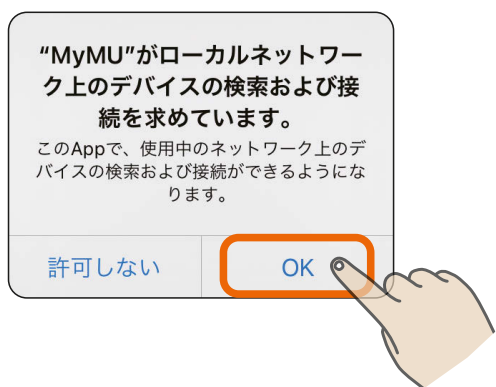 “MyMU”がローカルネットワー
ク上のデバイスの検索および接
続を求めています。
このAppで、使用中のネットワーク上のデ
バイスの検索および接続ができるようにな
ります。
許可しない OK